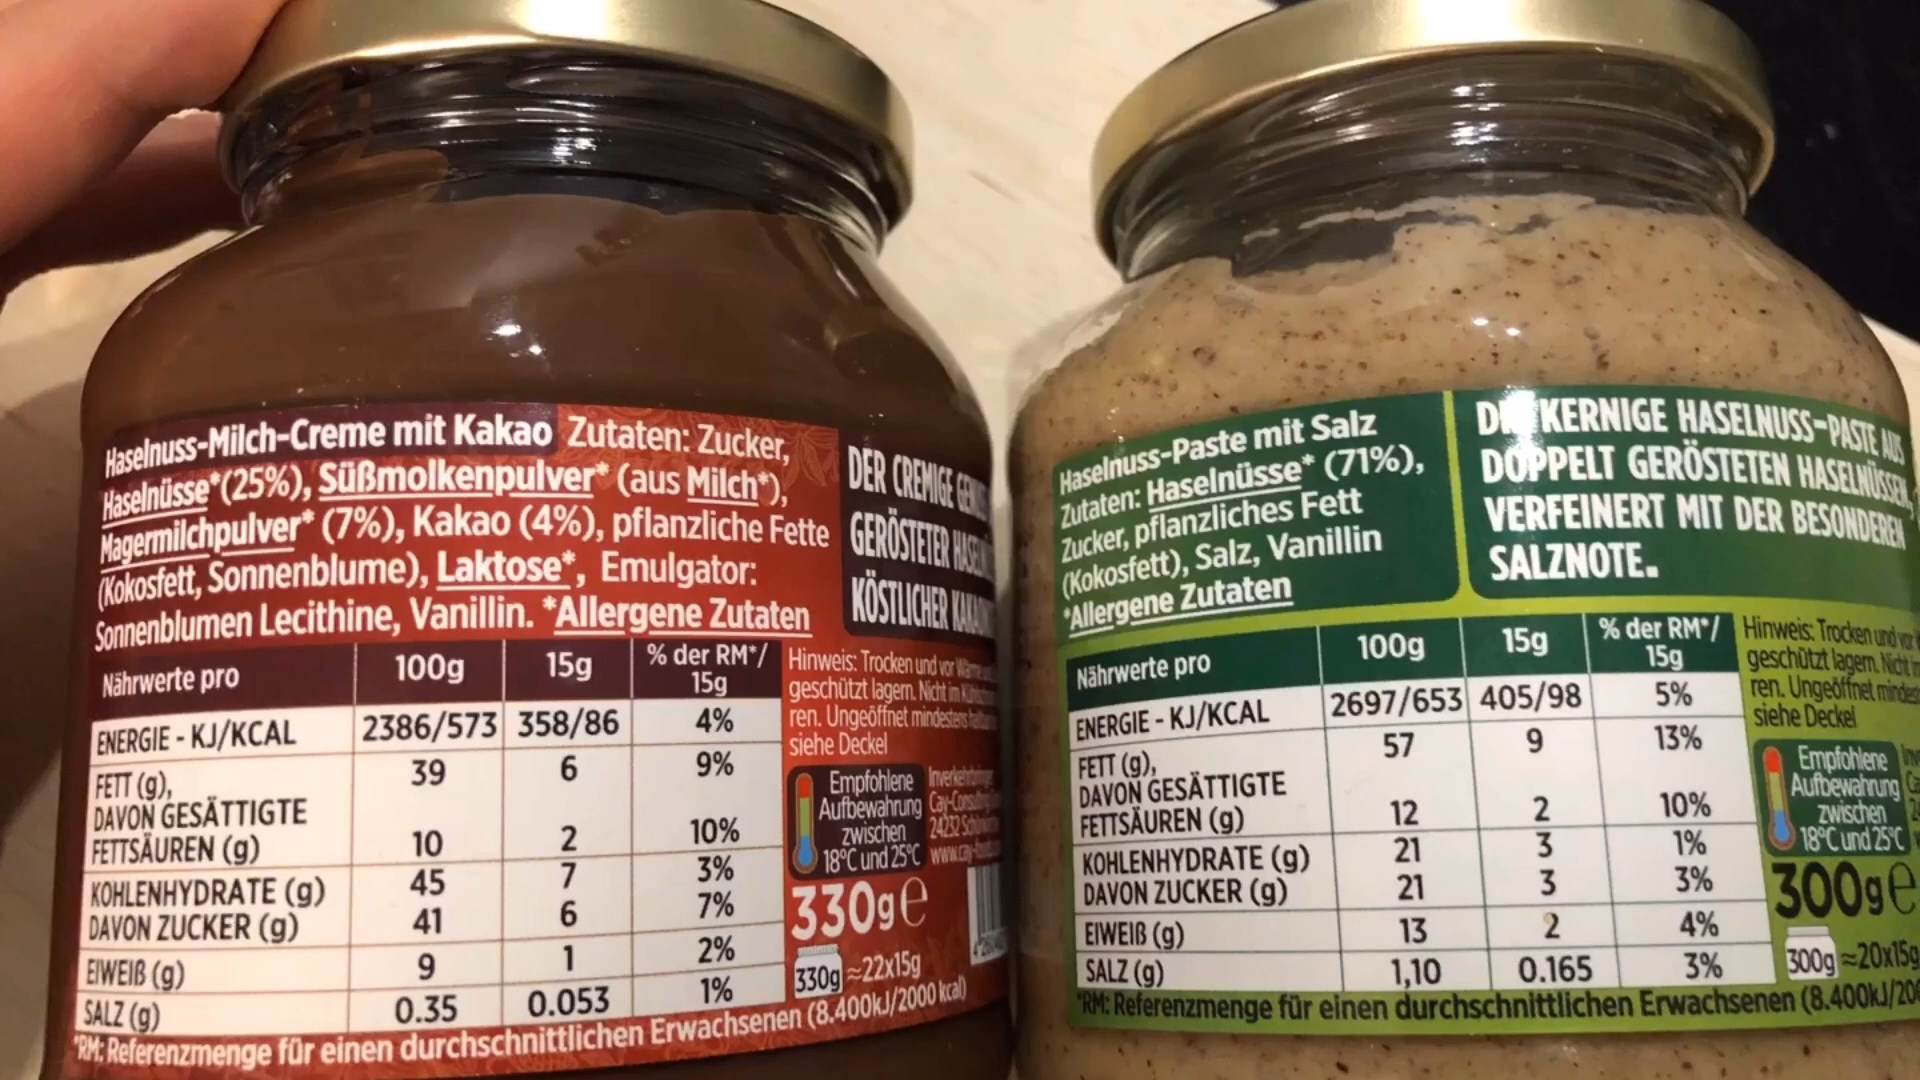 Haselnuss-Milch-Creme mit Kakao Zutaten: Zucker,
Haselnüsse*(25%), Süßmolkenpulver* (aus Milch*),
Magermilchpulver* (7%), Kakao (4%), pflanzliche Fette
(Kokosfett, Sonnenblume), Laktose*, Emulgator:
Sonnenblumen Lecithine, Vanillin. *Allergene Zutaten
DER CREMIGE
GERÖSTETER
KÖSTLICHER
Nährwerte pro 100g 15g % der RM*/
15g
ENERGIE - KJ/KCAL 2386/573 358/86 4%
FETT (g), 39 6 9%
DAVON GESÄTTIGTE
FETTSÄUREN (g) 10 2 10%
KOHLENHYDRATE (g) 45 7 3%
DAVON ZUCKER (g) 41 6 7%
EIWEIß (g) 9 1 2%
SALZ (g) 0.35 0.053 1%
*RM: Referenzmenge für einen durchschnittlichen Erwachsenen (8.400kJ/2000 kcal)
Hinweis: Trocken und vor
geschützt lagern. Nicht im
ren. Ungeöffnet mindestens
siehe Deckel
Empfohlene
Aufbewahrung
zwischen
18°C und 25°C
Inverkehrbringer
24232
330g e
330g ≈22x15g
Haselnuss-Paste mit Salz
Zutaten: Haselnüsse* (71%),
Zucker, pflanzliches Fett
(Kokosfett), Salz, Vanillin
*Allergene Zutaten
KERNIGE HASELNUSS-PASTE AUS
DOPPELT GERÖSTETEN HASELNÜSSEN,
VERFEINERT MIT DER BESONDEREN
SALZNOTE.
Nährwerte pro 100g 15g % der RM*/
15g
ENERGIE - KJ/KCAL 2697/653 405/98 5%
FETT (g), 57 9 13%
DAVON GESÄTTIGTE
FETTSÄUREN (g) 12 2 10%
KOHLENHYDRATE (g) 21 3 1%
DAVON ZUCKER (g) 21 3 3%
EIWEIß (g) 13 2 4%
SALZ (g) 1,10 0.165 3%
*RM: Referenzmenge für einen durchschnittlichen Erwachsenen (8.400kJ/
Hinweis: Trocken und vor
geschützt lagern. Nicht
ren. Ungeöffnet
siehe Deckel
Empfohlene
Aufbewahrung
zwischen
18°C und 25°C
300g e
300g ≈20x15g